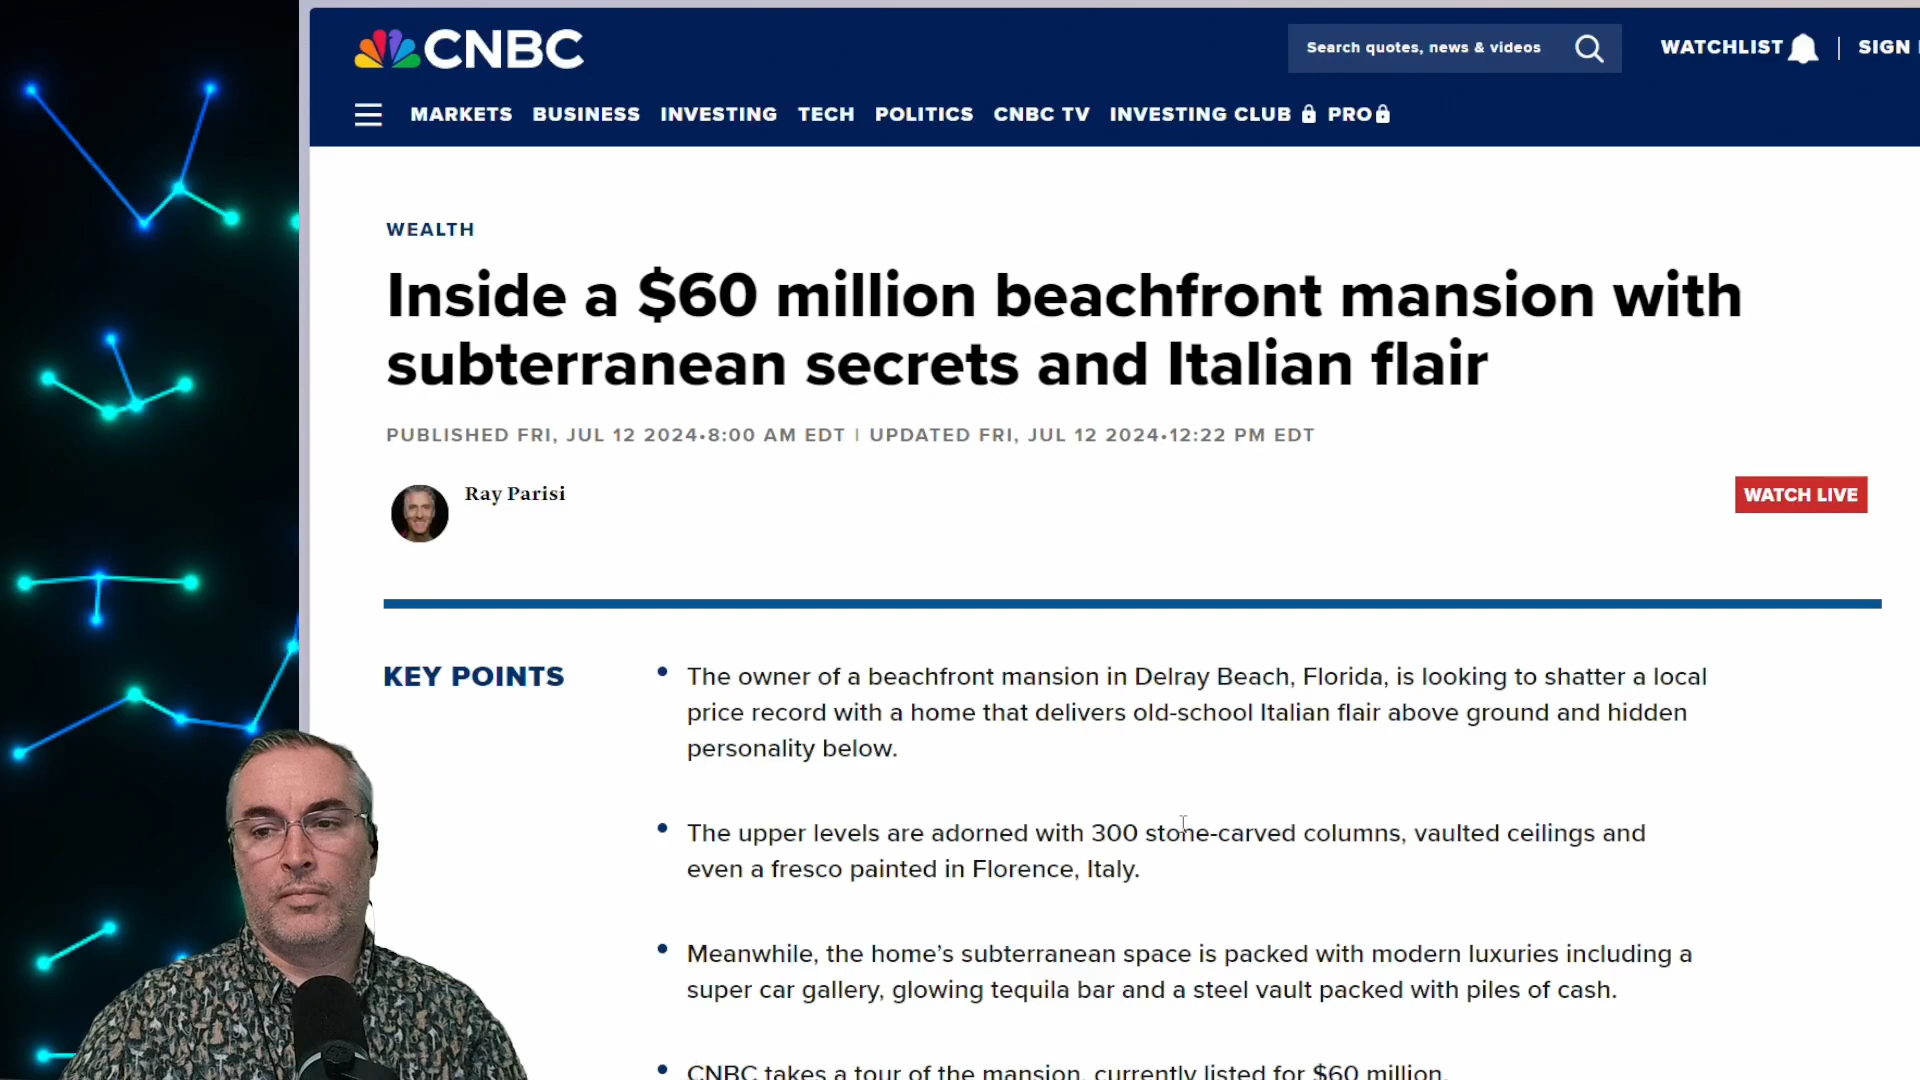 CNBC
Search quotes, news & videos
WATCHLIST
SIGN
MARKETS BUSINESS INVESTING TECH POLITICS CNBC TV INVESTING CLUB PRO
WEALTH
Inside a $60 million beachfront mansion with
subterranean secrets and Italian flair
PUBLISHED FRI, JUL 12 2024•8:00 AM EDT | UPDATED FRI, JUL 12 2024•12:22 PM EDT
Ray Parisi
WATCH LIVE
KEY POINTS
• The owner of a beachfront mansion in Delray Beach, Florida, is looking to shatter a local
price record with a home that delivers old-school Italian flair above ground and hidden
personality below.
• The upper levels are adorned with 300 stone-carved columns, vaulted ceilings and
even a fresco painted in Florence, Italy.
• Meanwhile, the home’s subterranean space is packed with modern luxuries including a
super car gallery, glowing tequila bar and a steel vault packed with piles of cash.
• CNBC takes a tour of the mansion, currently listed for $60 million.